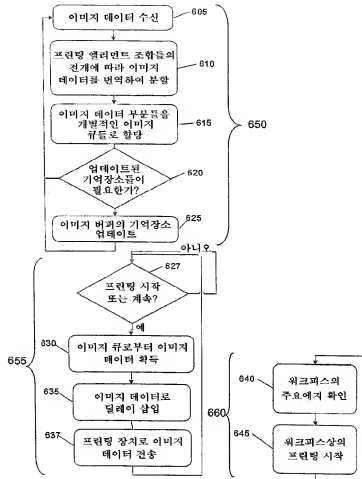 이미지 데이터 수신
605
프린팅 엘리먼트 조합들의
전개에 따라 이미지
데이터를 번역하여 분할
610
이미지 데이터 부분들을
개별적인 이미지
큐들로 할당
615
650
업데이트된
기억장소들이
필요한가?
620
625
이미지 버퍼의 기억장소
업데이트
아니오
627
프린팅 시작
또는 계속?
예
655
630
이미지 큐로부터 이미지
데이터 획득
635
이미지 데이터로
딜레이 삽입
637
프린팅 장치로 이미지
데이터 전송
660
640
워크피스의
주요에지 확인
645
워크피스상의
프린팅 시작